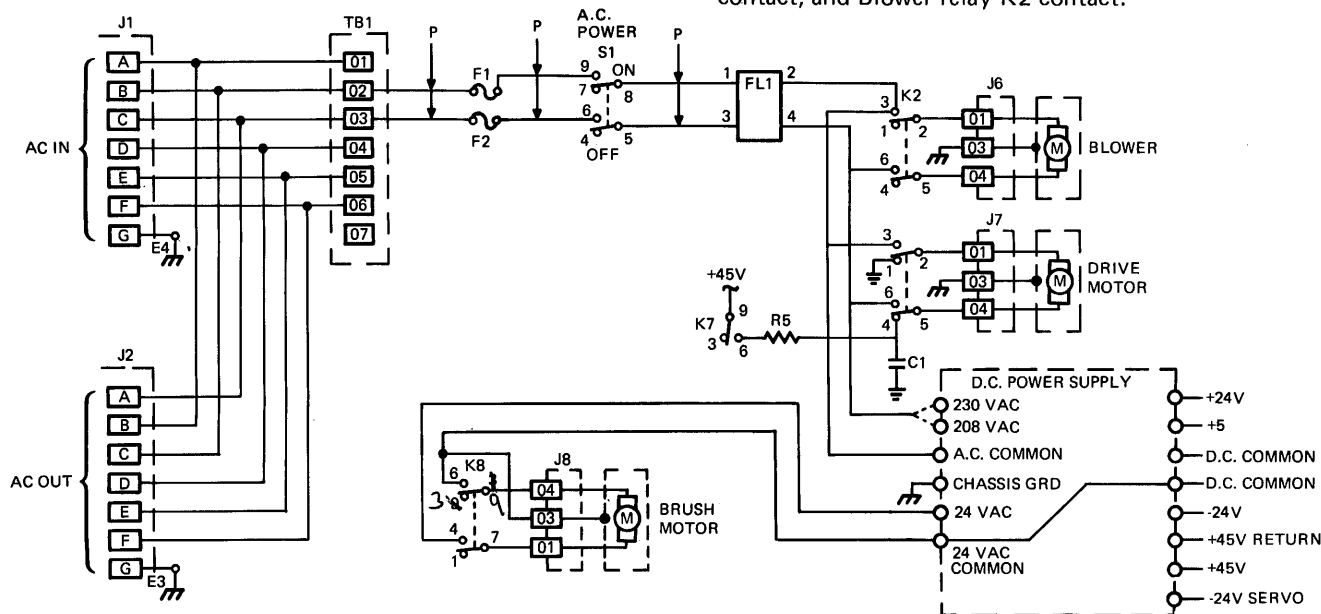 contact, and Blower relay K2 contact.
J1
A
B
C
D
E
F
G
E4
AC IN
TB1
01
02
03
04
05
06
07
P
F1
F2
P
A.C.
POWER
S1
9
ON
7
8
6
4
5
OFF
P
1
2
FL1
3
4
3
K2
1
2
6
4
5
J6
01
03
04
M
BLOWER
3
1
2
6
4
5
J7
01
03
04
M
DRIVE
MOTOR
+45V
9
K7
3
6
R5
C1
J2
A
B
C
D
E
F
G
E3
AC OUT
6
K8
3
4
7
1
J8
04
03
01
M
BRUSH
MOTOR
D.C. POWER SUPPLY
230 VAC
208 VAC
A.C. COMMON
CHASSIS GRD
24 VAC
24 VAC
COMMON
+24V
+5
D.C. COMMON
D.C. COMMON
-24V
+45V RETURN
+45V
-24V SERVO